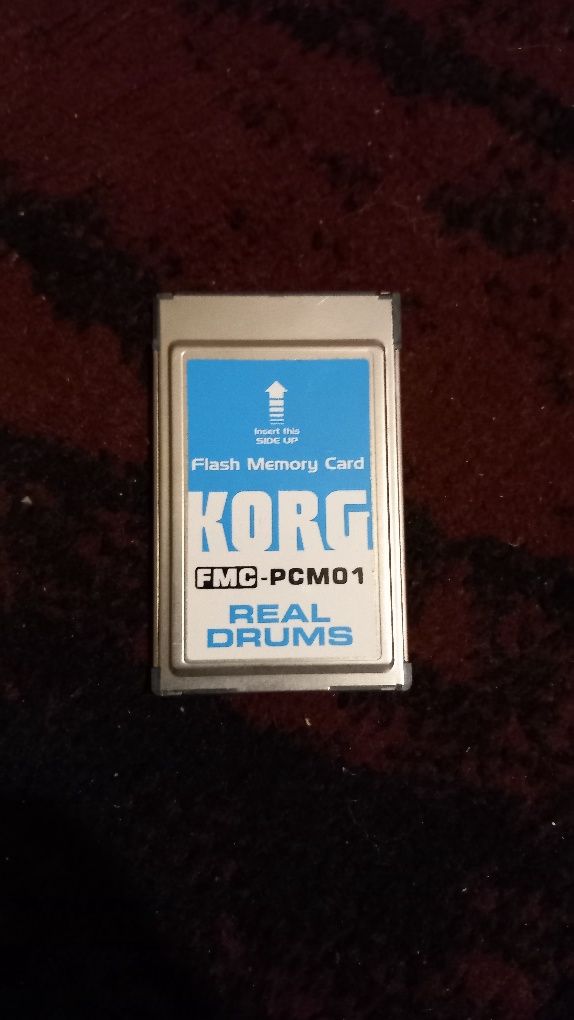 Insert this
SIDE UP
Flash Memory Card
KORG
FMC-PCM01
REAL
DRUMS